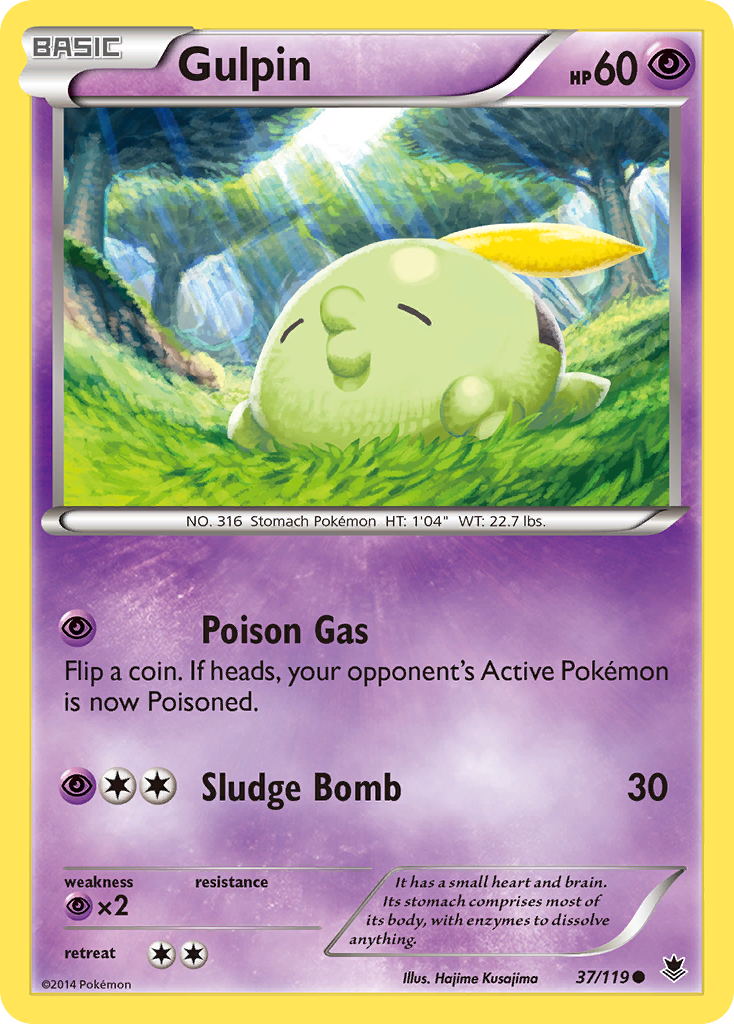 BASIC
Gulpin
HP60
NO. 316 Stomach Pokémon HT: 1'04" WT: 22.7 lbs.
Poison Gas
Flip a coin. If heads, your opponent's Active Pokémon
is now Poisoned.
Sludge Bomb 30
weakness resistance
×2
It has a small heart and brain.
Its stomach comprises most of
its body, with enzymes to dissolve
anything.
retreat
©2014 Pokémon
Illus. Hajime Kusajima
37/119